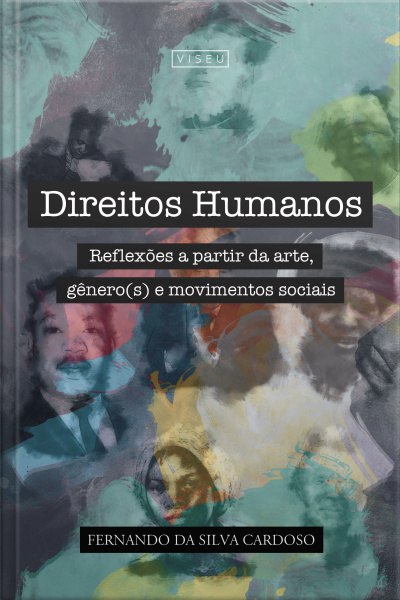 VISEU
Direitos Humanos
Reflexões a partir da arte,
gênero(s) e movimentos sociais
FERNANDO DA SILVA CARDOSO